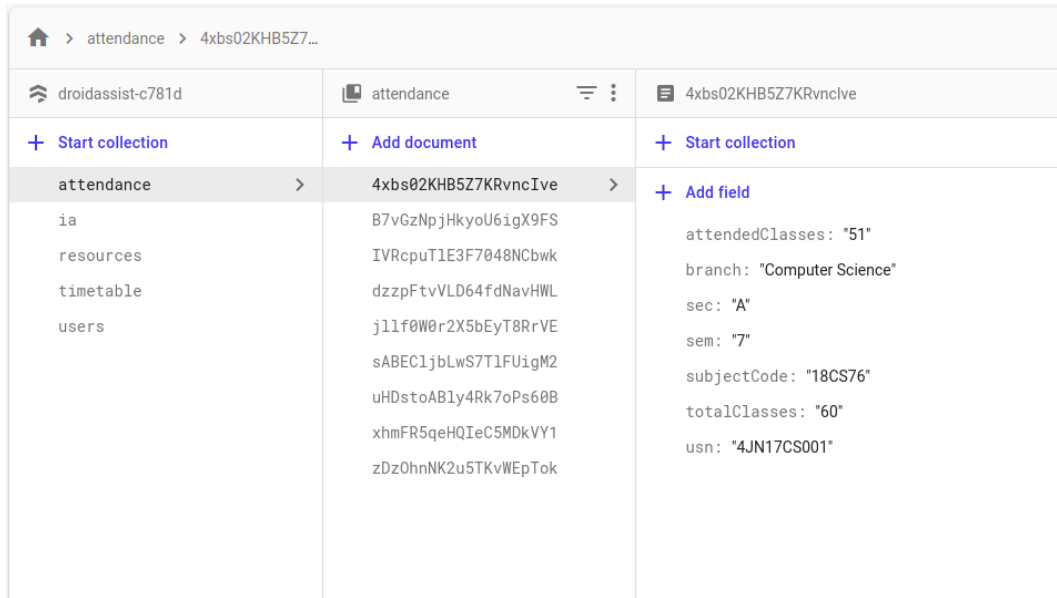 attendance > 4xbs02KHB5Z7...
droidassist-c781d
+ Start collection
attendance
ia
resources
timetable
users
attendance
+ Add document
4xbs02KHB5Z7KRvncIve
B7vGzNpjHkyoU6igX9FS
IVRcpuTlE3F7048NCbwk
dzzpFtvVLD64fdNavHWL
jllf0W0r2X5bEyT8RrVE
sABECljbLwS7TlFUigM2
uHDstoABly4Rk7oPs60B
xhmFR5qeHQIeC5MDkVY1
zDzOhnNK2u5TKvWEpTok
4xbs02KHB5Z7KRvncIve
+ Start collection
+ Add field
attendedClasses: "51"
branch: "Computer Science"
sec: "A"
sem: "7"
subjectCode: "18CS76"
totalClasses: "60"
usn: "4JN17CS001"